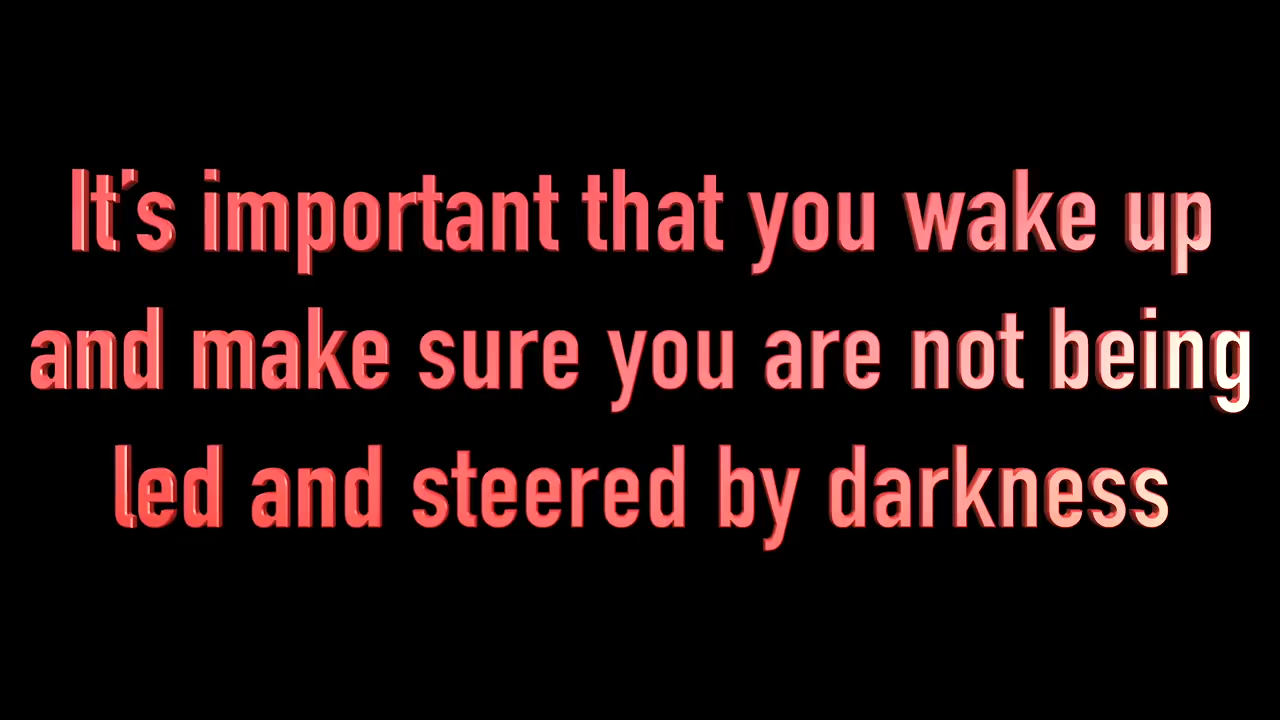 It's important that you wake up
and make sure you are not being
led and steered by darkness